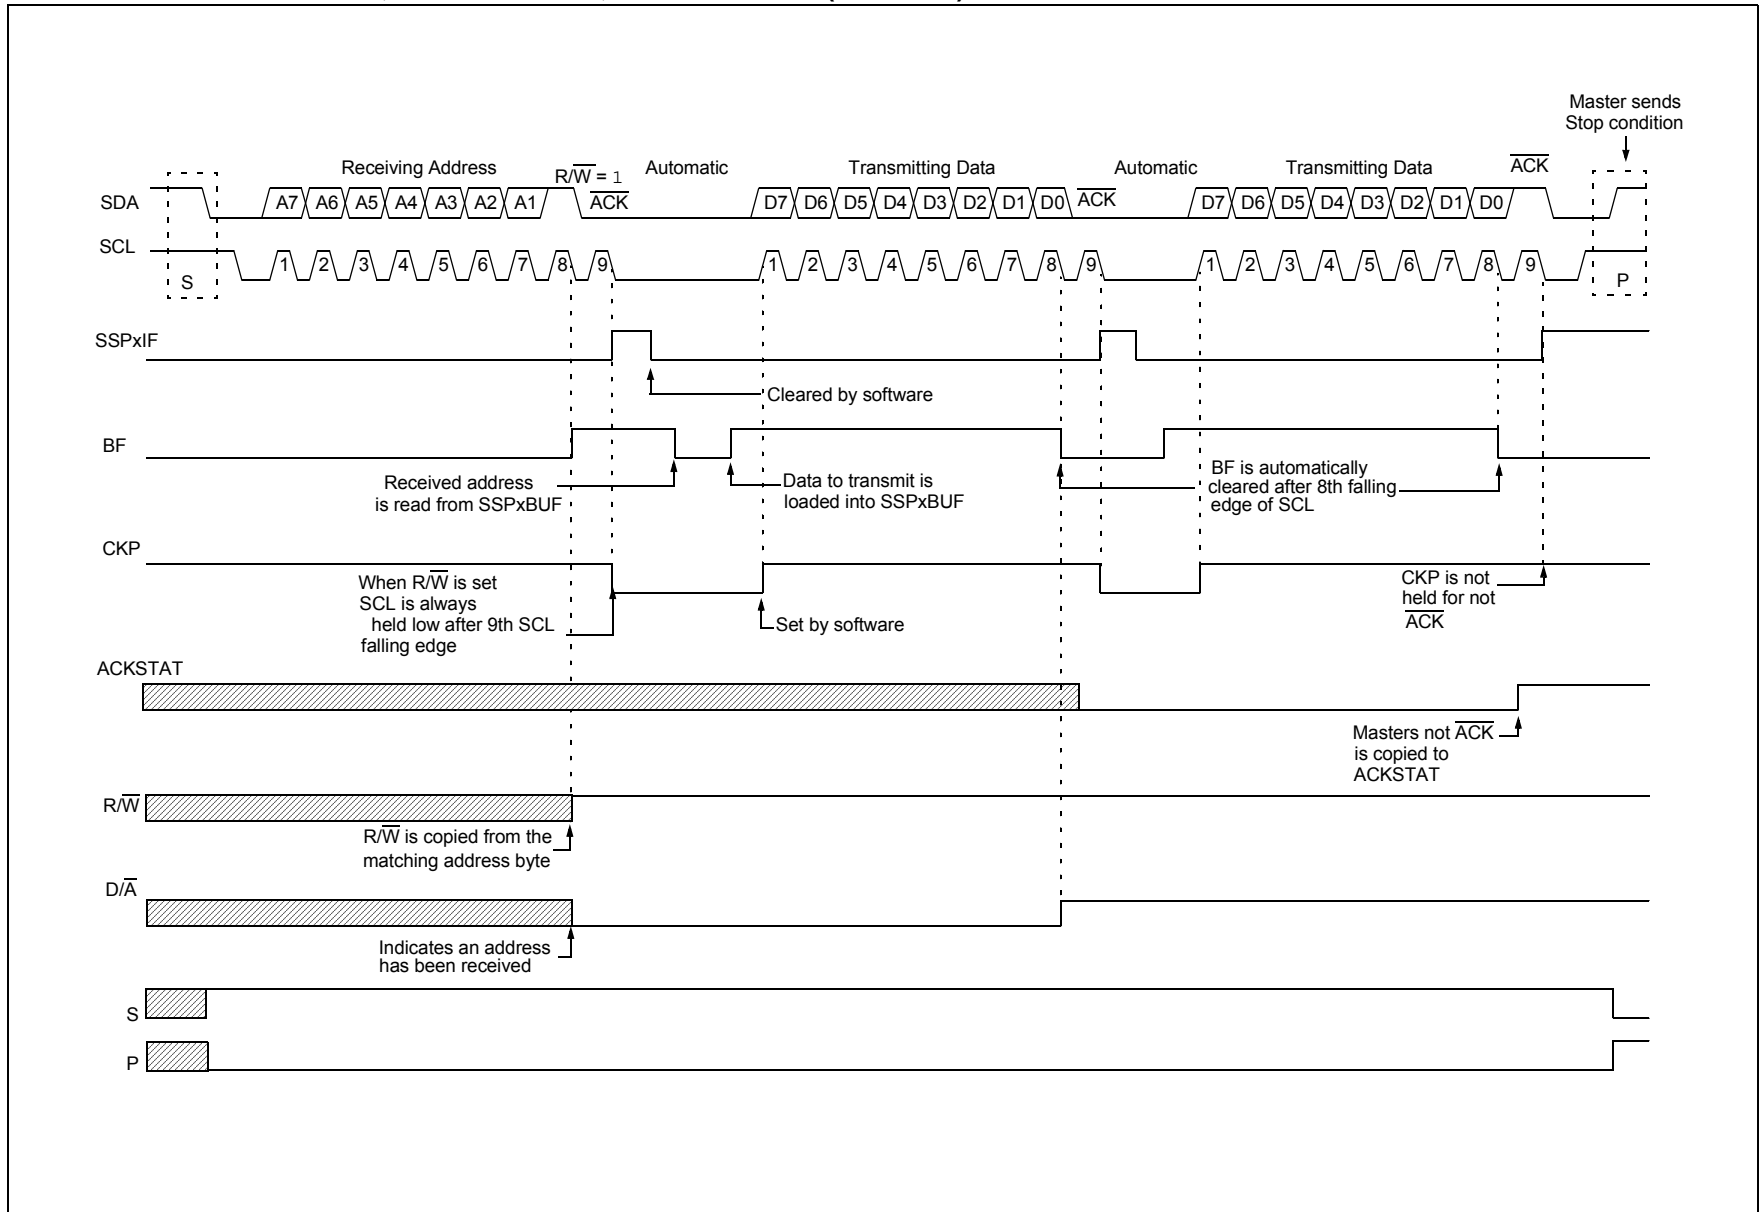 Master sends
Stop condition
Receiving Address
R/W̅ = 1
Automatic
Transmitting Data
Automatic
Transmitting Data
A̅C̅K̅
SDA
A7 A6 A5 A4 A3 A2 A1
A̅C̅K̅
D7 D6 D5 D4 D3 D2 D1 D0
A̅C̅K̅
D7 D6 D5 D4 D3 D2 D1 D0
SCL
1 2 3 4 5 6 7 8 9
1 2 3 4 5 6 7 8 9
1 2 3 4 5 6 7 8 9
S
P
SSPxIF
Cleared by software
BF
Received address
is read from SSPxBUF
Data to transmit is
loaded into SSPxBUF
BF is automatically
cleared after 8th falling
edge of SCL
CKP
When R/W̅ is set
SCL is always
held low after 9th SCL
falling edge
Set by software
CKP is not
held for not
A̅C̅K̅
ACKSTAT
Masters not A̅C̅K̅
is copied to
ACKSTAT
R/W̅
R/W̅ is copied from the
matching address byte
D/A̅
Indicates an address
has been received
S
P